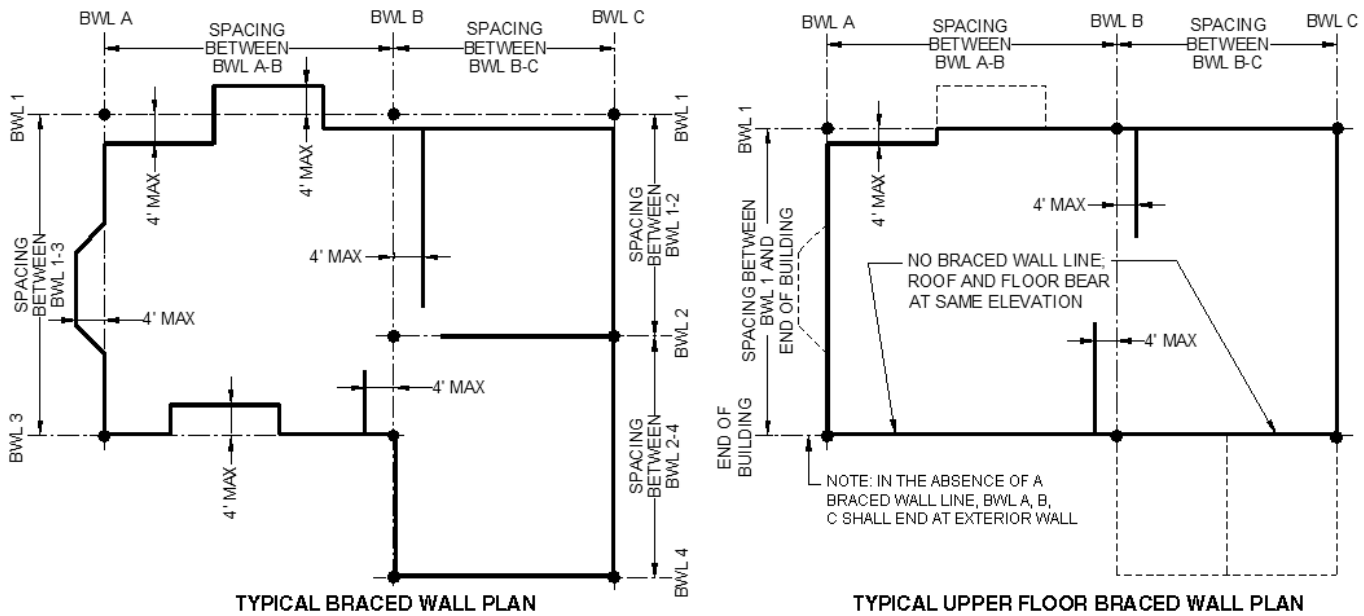 BWL A
BWL B
BWL C
SPACING
BETWEEN
BWL A-B
SPACING
BETWEEN
BWL B-C
BWL 1
BWL 1
4' MAX
4' MAX
SPACING
BETWEEN
BWL 1-3
SPACING
BETWEEN
BWL 1-2
4' MAX
4' MAX
BWL 2
4' MAX
BWL 3
4' MAX
SPACING
BETWEEN
BWL 2-4
BWL 4
TYPICAL BRACED WALL PLAN
BWL A
BWL B
BWL C
SPACING
BETWEEN
BWL A-B
SPACING
BETWEEN
BWL B-C
BWL 1
4' MAX
4' MAX
SPACING BETWEEN
BWL 1 AND
END OF BUILDING
NO BRACED WALL LINE;
ROOF AND FLOOR BEAR
AT SAME ELEVATION
4' MAX
END OF
BUILDING
NOTE: IN THE ABSENCE OF A
BRACED WALL LINE, BWL A, B,
C SHALL END AT EXTERIOR WALL
TYPICAL UPPER FLOOR BRACED WALL PLAN